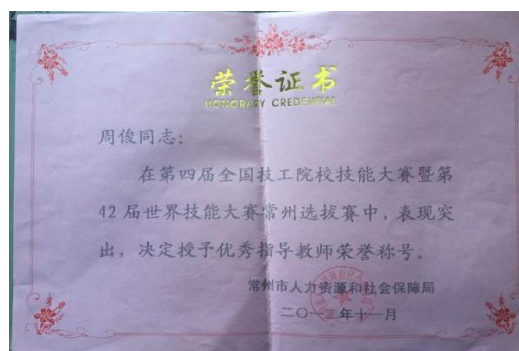 荣誉证书
HONORARY CREDENTIAL
周俊同志:
在第四届全国技工院校技能大赛暨第
42届世界技能大赛常州选拔赛中,表现突
出,决定授予优秀指导教师荣誉称号。
常州市人力资源和社会保障局
二〇一二年十一月